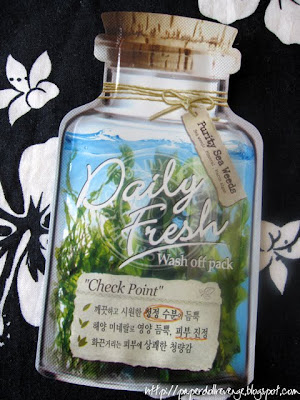 Purity Sea Weeds
Daily
Fresh
Wash off pack
"Check Point"
깨끗하고 시원한 청정 수분이 듬뿍
해양 미네랄로 영양 듬뿍, 피부 진정
화끈거리는 피부에 상쾌한 청량감
http://paperdollrevenge.blogspot.com